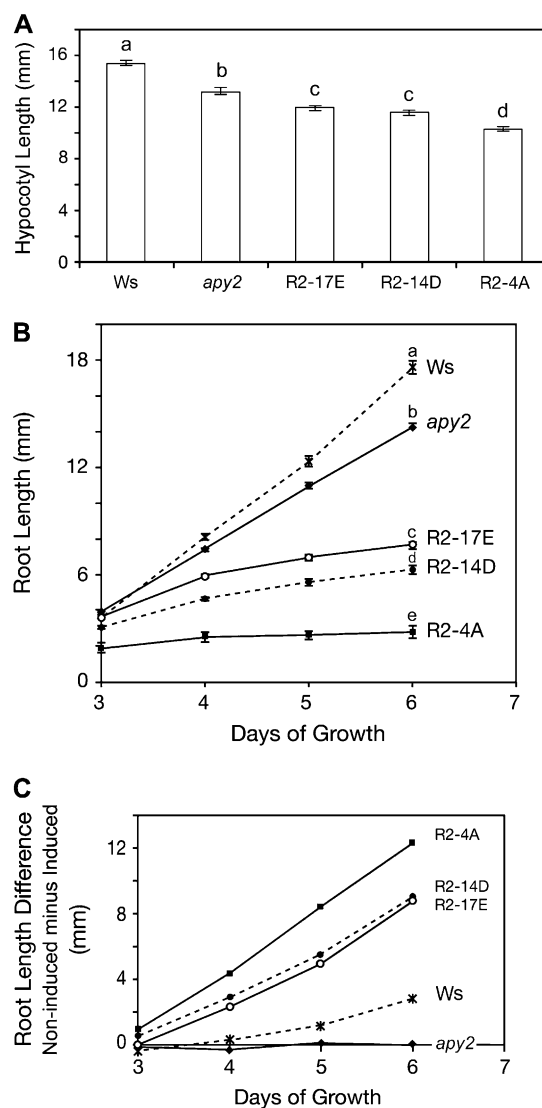 A
Hypocotyl Length (mm)
16
12
8
4
0
a
b
c
c
d
Ws
apy2
R2-17E
R2-14D
R2-4A
B
Root Length (mm)
18
12
6
0
a
Ws
b
apy2
c
R2-17E
d
R2-14D
e
R2-4A
3
4
5
6
7
Days of Growth
C
Root Length Difference
Non-induced minus Induced
(mm)
12
8
4
0
R2-4A
R2-14D
R2-17E
Ws
apy2
3
4
5
6
7
Days of Growth